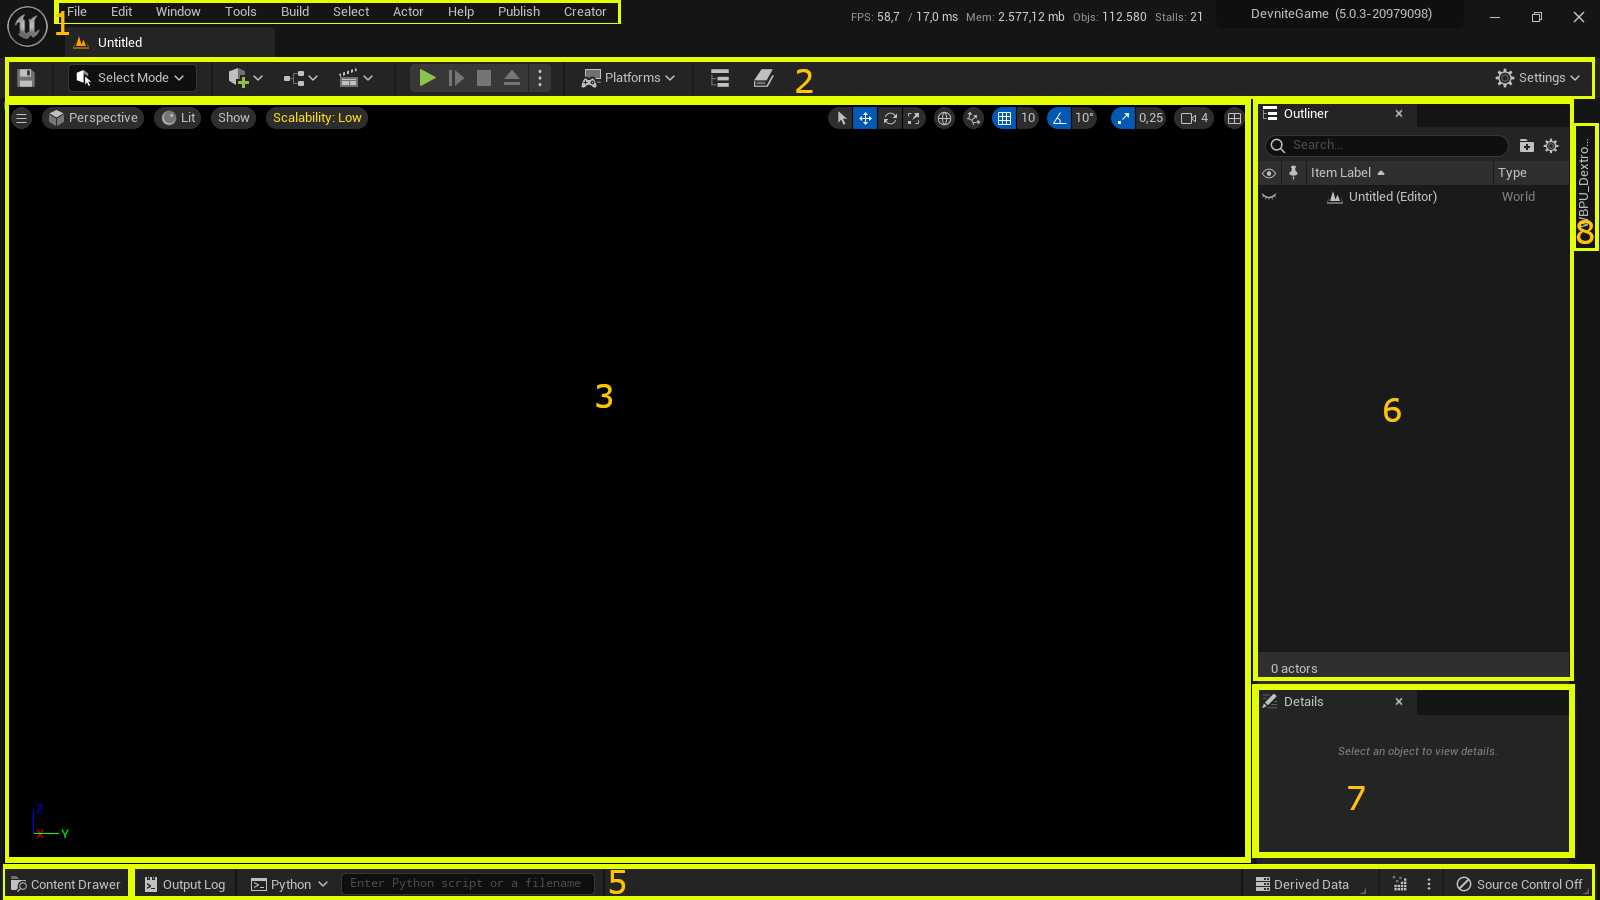 File Edit Window Tools Build Select Actor Help Publish Creator
FPS: 58,7 / 17,0 ms Mem: 2.577,12 mb Objs: 112.580 Stalls: 21
DevniteGame (5.0.3-20979098)
1
Untitled
Select Mode
Platforms
2
Settings
Perspective Lit Show Scalability: Low
10 10° 0,25 4
Outliner
Search...
Item Label Type
Untitled (Editor) World
WBPU_Dextro...
8
3
6
0 actors
Details
Select an object to view details.
7
Z
X Y
Content Drawer Output Log Python Enter Python script or a filename
5
Derived Data Source Control Off